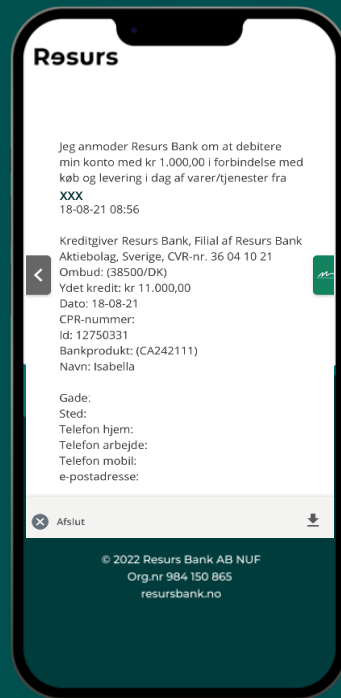 Resurs
Jeg anmoder Resurs Bank om at debitere
min konto med kr 1.000,00 i forbindelse med
køb og levering i dag af varer/tjenester fra
XXX
18-08-21 08:56
Kreditgiver Resurs Bank, Filial af Resurs Bank
Aktiebolag, Sverige, CVR-nr. 36 04 10 21
Ombud: (38500/DK)
Ydet kredit: kr 11.000,00
Dato: 18-08-21
CPR-nummer:
Id: 12750331
Bankprodukt: (CA242111)
Navn: Isabella
Gade:
Sted:
Telefon hjem:
Telefon arbejde:
Telefon mobil:
e-postadresse:
Afslut
© 2022 Resurs Bank AB NUF
Org.nr 984 150 865
resursbank.no